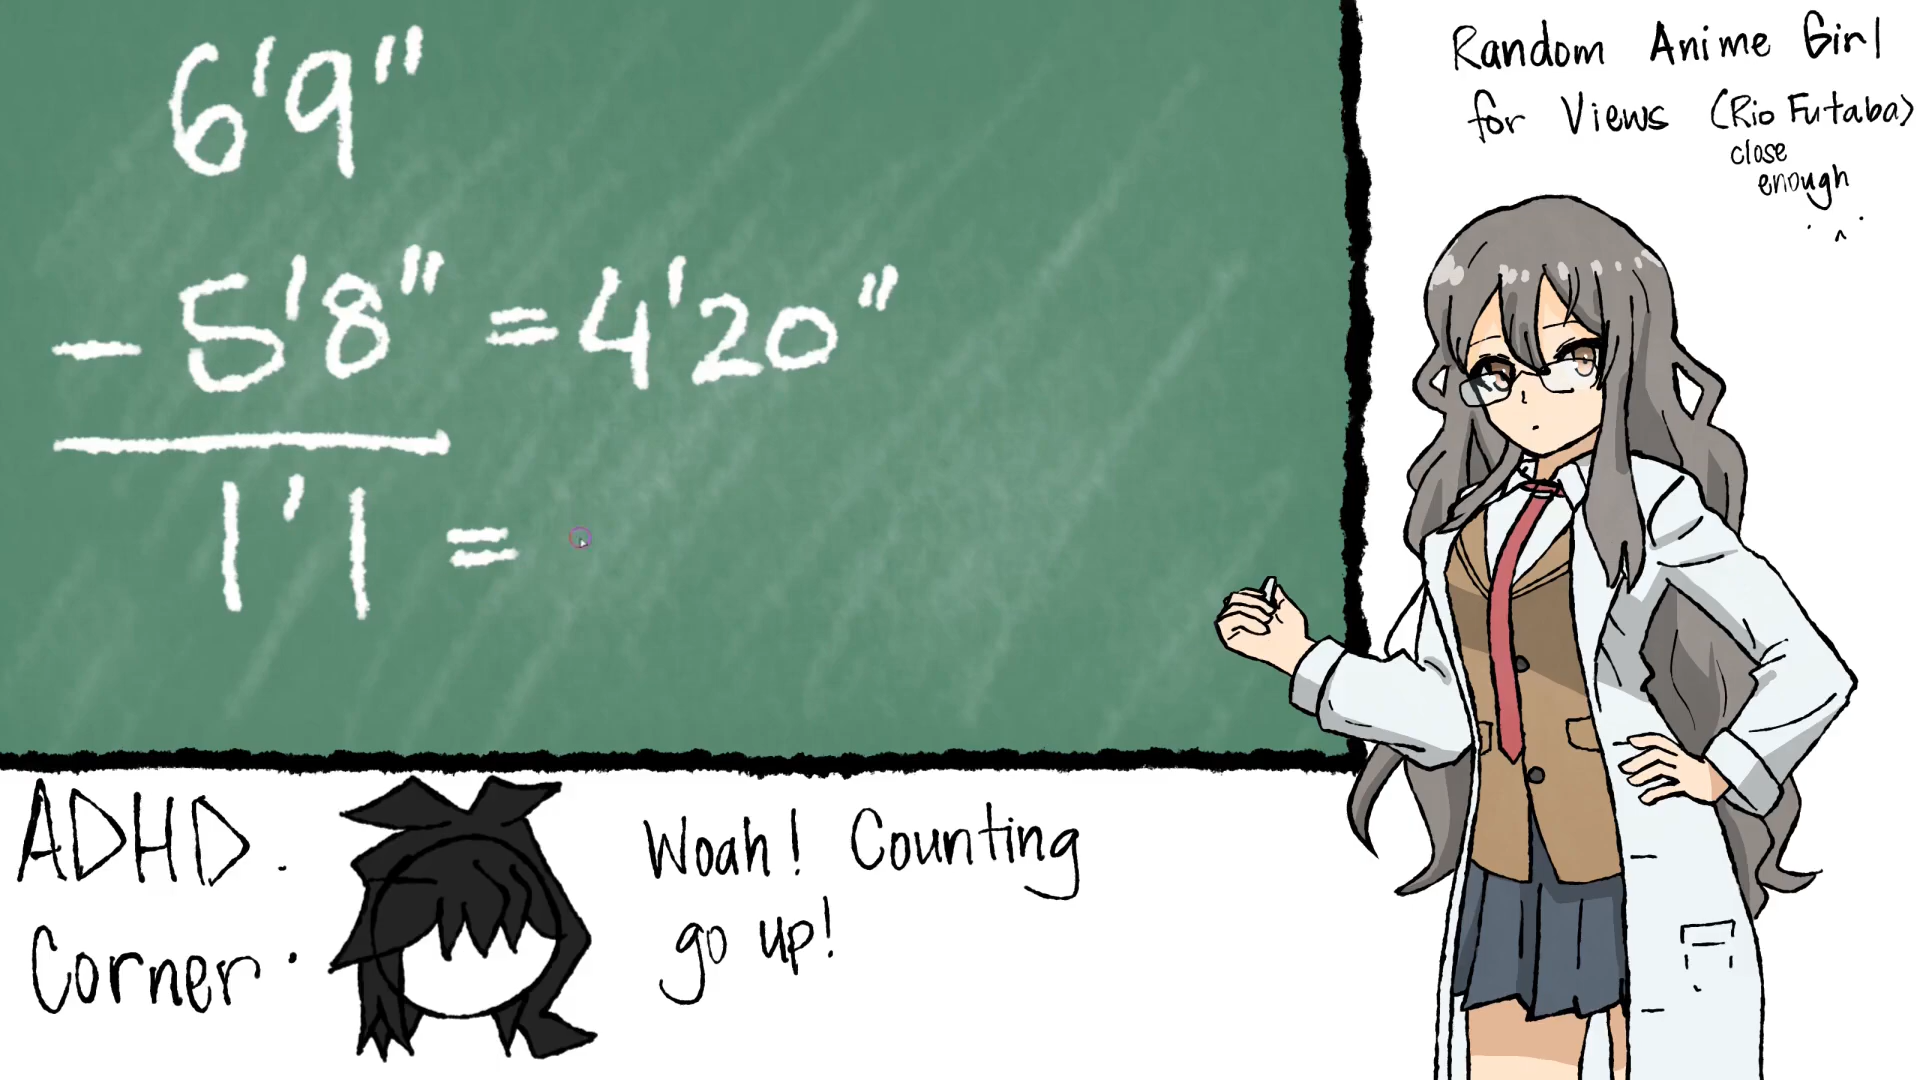 6'9"
- 5'8" = 4'20"
1'1 =
Random Anime Girl
for Views (Rio Futaba)
close
enough
ADHD
Corner:
Woah! Counting
go up!